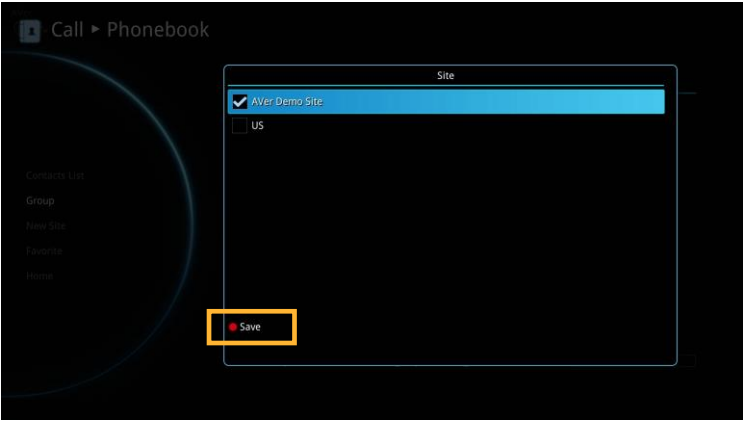 Call ▸ Phonebook
Site
AVer Demo Site
US
Contacts List
Group
New Site
Favorite
Home
Save